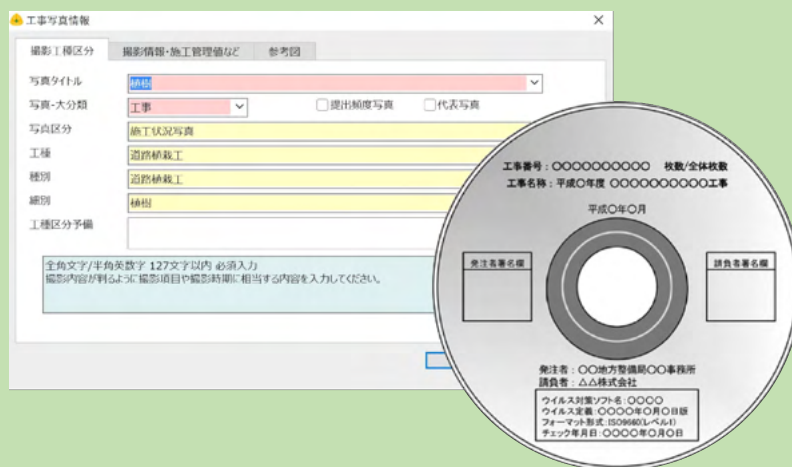 工事写真情報
撮影工種区分
撮影情報・施工管理値など
参考図
写真タイトル
植樹
写真-大分類
工事
提出頻度写真
代表写真
写真区分
施工状況写真
工種
道路植栽工
種別
道路植栽工
細別
植樹
工種区分予備
全角文字/半角英数字 127文字以内 必須入力
撮影内容が判るように撮影項目や撮影時期に相当する内容を入力してください。
工事番号：〇〇〇〇〇〇〇〇〇〇 枚数/全体枚数
工事名称：平成〇年度 〇〇〇〇〇〇〇〇〇〇工事
平成〇年〇月
発注者署名欄
請負者署名欄
発注者：〇〇地方整備局〇〇事務所
請負者：△△株式会社
ウイルス対策ソフト名：〇〇〇〇
ウイルス定義：〇〇〇〇年〇月〇日版
フォーマット形式：ISO9660(レベル1)
チェック年月日：〇〇〇〇年〇月〇日